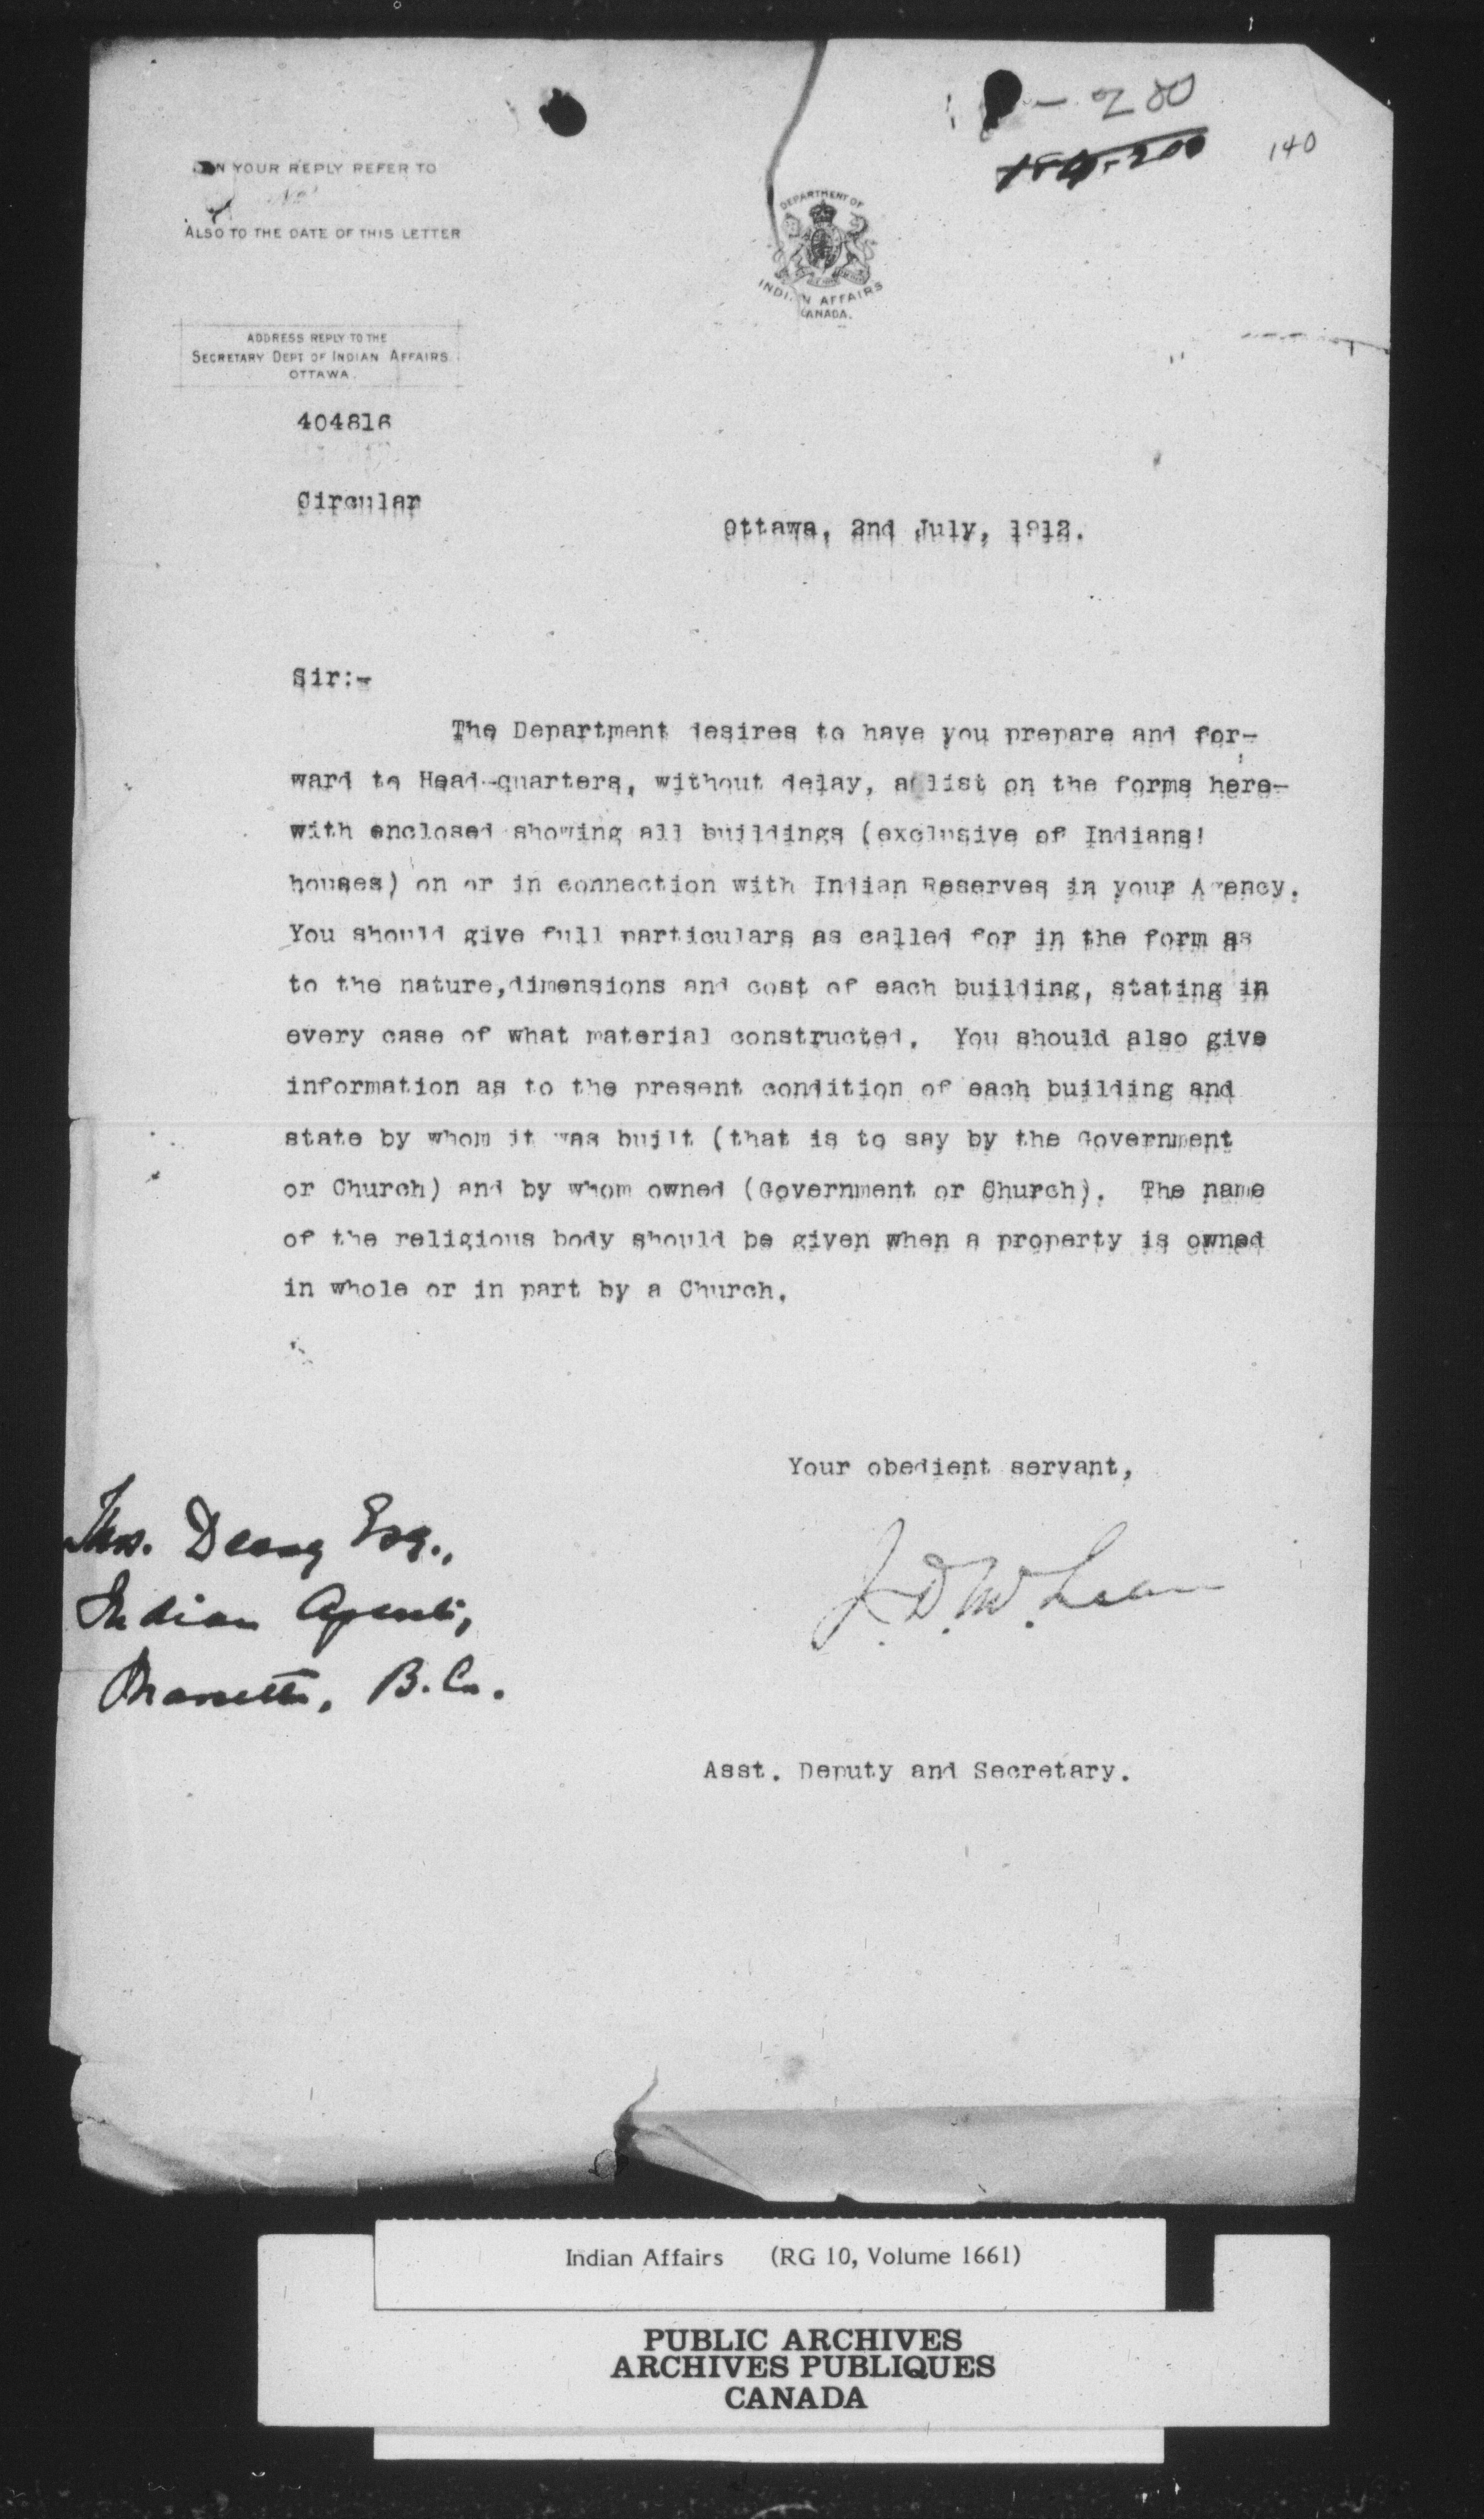 - 200
140
IN YOUR REPLY REFER TO
No.
ALSO TO THE DATE OF THIS LETTER
DEPARTMENT OF
INDIAN AFFAIRS
CANADA.
ADDRESS REPLY TO THE
SECRETARY DEPT OF INDIAN AFFAIRS
OTTAWA.
404816
Circular
Ottawa, 2nd July, 1912.
Sir:-
The Department desires to have you prepare and for-
ward to Head-quarters, without delay, a list on the forms here-
with enclosed showing all buildings (exclusive of Indians'
houses) on or in connection with Indian Reserves in your Agency.
You should give full particulars as called for in the form as
to the nature,dimensions and cost of each building, stating in
every case of what material constructed. You should also give
information as to the present condition of each building and
state by whom it was built (that is to say by the Government
or Church) and by whom owned (Government or Church). The name
of the religious body should be given when a property is owned
in whole or in part by a Church.
Your obedient servant,
J. D. McLean
Thos. Deasy Esq.,
Indian Agent,
Massett, B.C.
Asst. Deputy and Secretary.
Indian Affairs (RG 10, Volume 1661)
PUBLIC ARCHIVES
ARCHIVES PUBLIQUES
CANADA